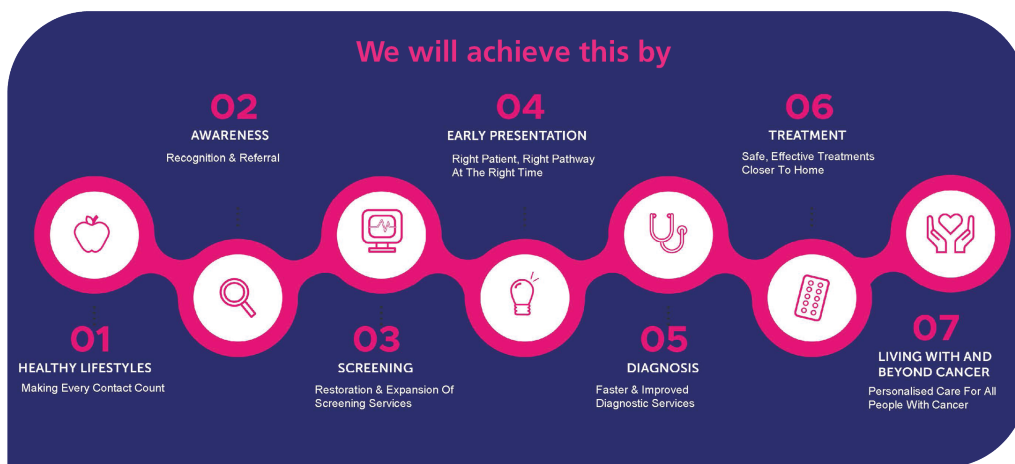 We will achieve this by
01
HEALTHY LIFESTYLES
Making Every Contact Count
02
AWARENESS
Recognition & Referral
03
SCREENING
Restoration & Expansion Of
Screening Services
04
EARLY PRESENTATION
Right Patient, Right Pathway
At The Right Time
05
DIAGNOSIS
Faster & Improved
Diagnostic Services
06
TREATMENT
Safe, Effective Treatments
Closer To Home
07
LIVING WITH AND
BEYOND CANCER
Personalised Care For All
People With Cancer